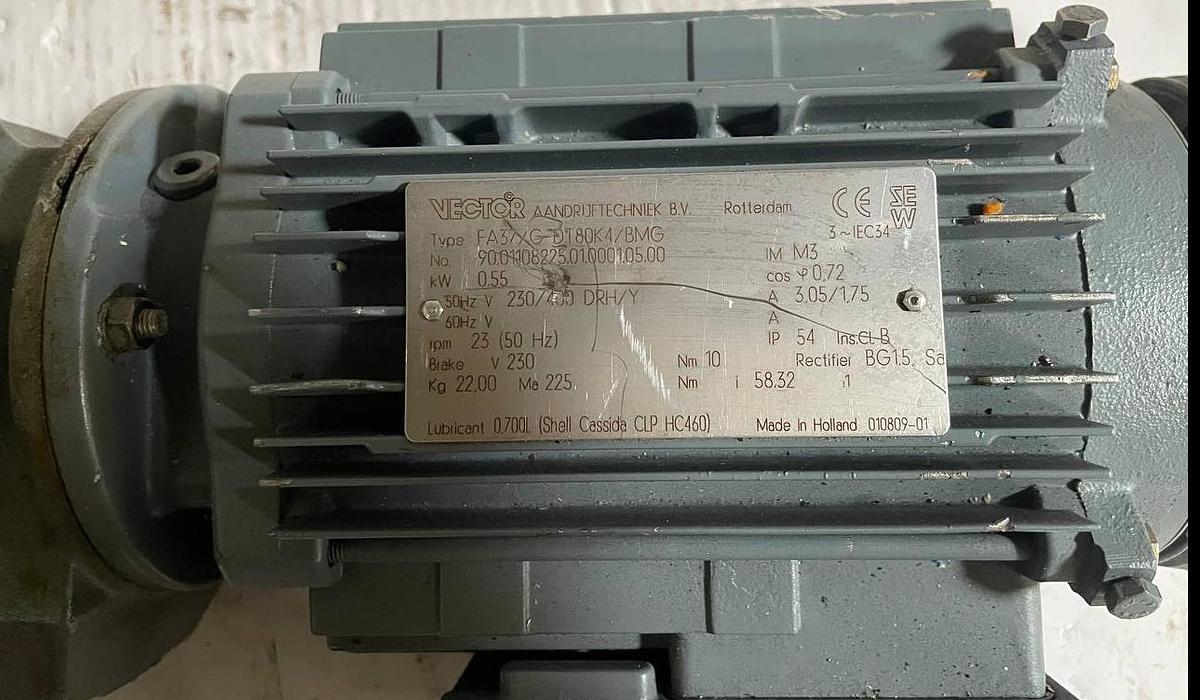 VECTOR © AANDRIJFTECHNIEK B.V. Rotterdam CE SEW
3~IEC34
Type FA37/G DT80K4/BMG
No. 90.01108225.01.0001.05.00 IM M3
kW 0.55 cos φ 0.72
50Hz V 230/400 DRH/Y A 3.05/1.75
60Hz V A
rpm 23 (50 Hz) IP 54 Ins.Cl. B
Brake V 230 Nm 10 Rectifier BG1.5, Sa
Kg 22,00 Ma 225 Nm i 58.32 :1
Lubricant 0,700L (Shell Cassida CLP HC460) Made in Holland 010809-01